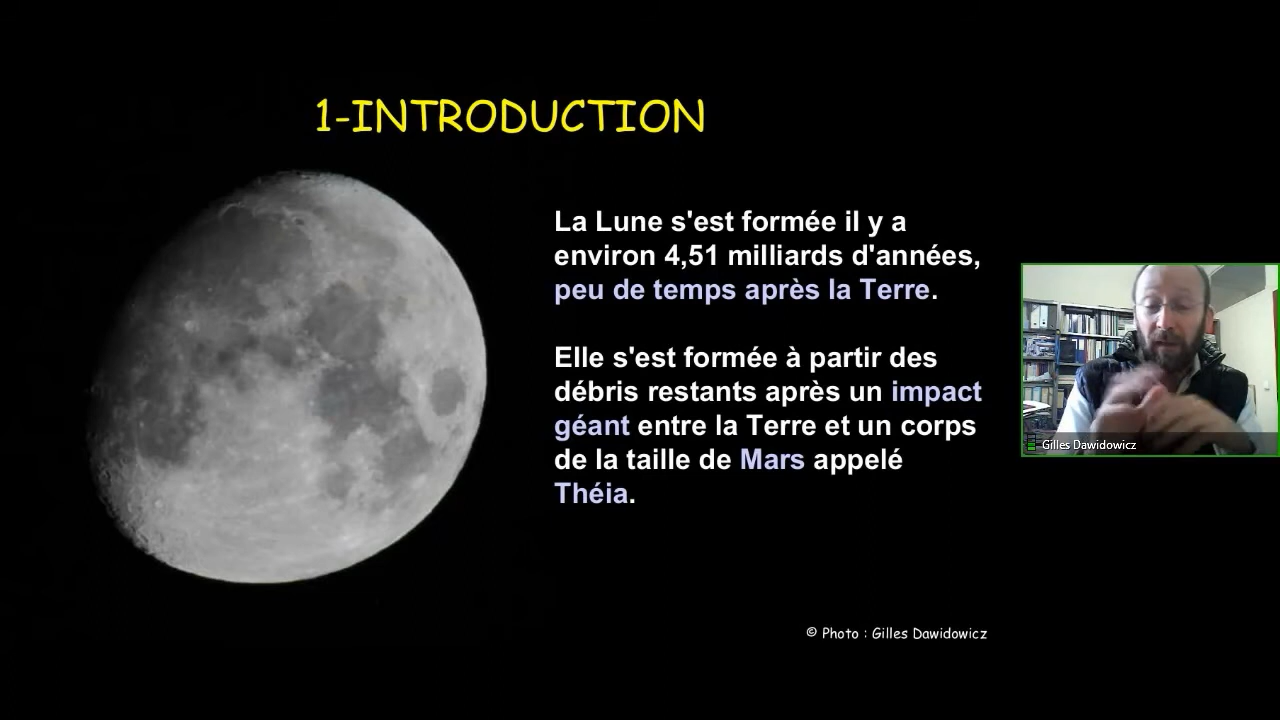 1-INTRODUCTION
La Lune s'est formée il y a
environ 4,51 milliards d'années,
peu de temps après la Terre.
Elle s'est formée à partir des
débris restants après un impact
géant entre la Terre et un corps
de la taille de Mars appelé
Théia.
Gilles Dawidowicz
© Photo : Gilles Dawidowicz